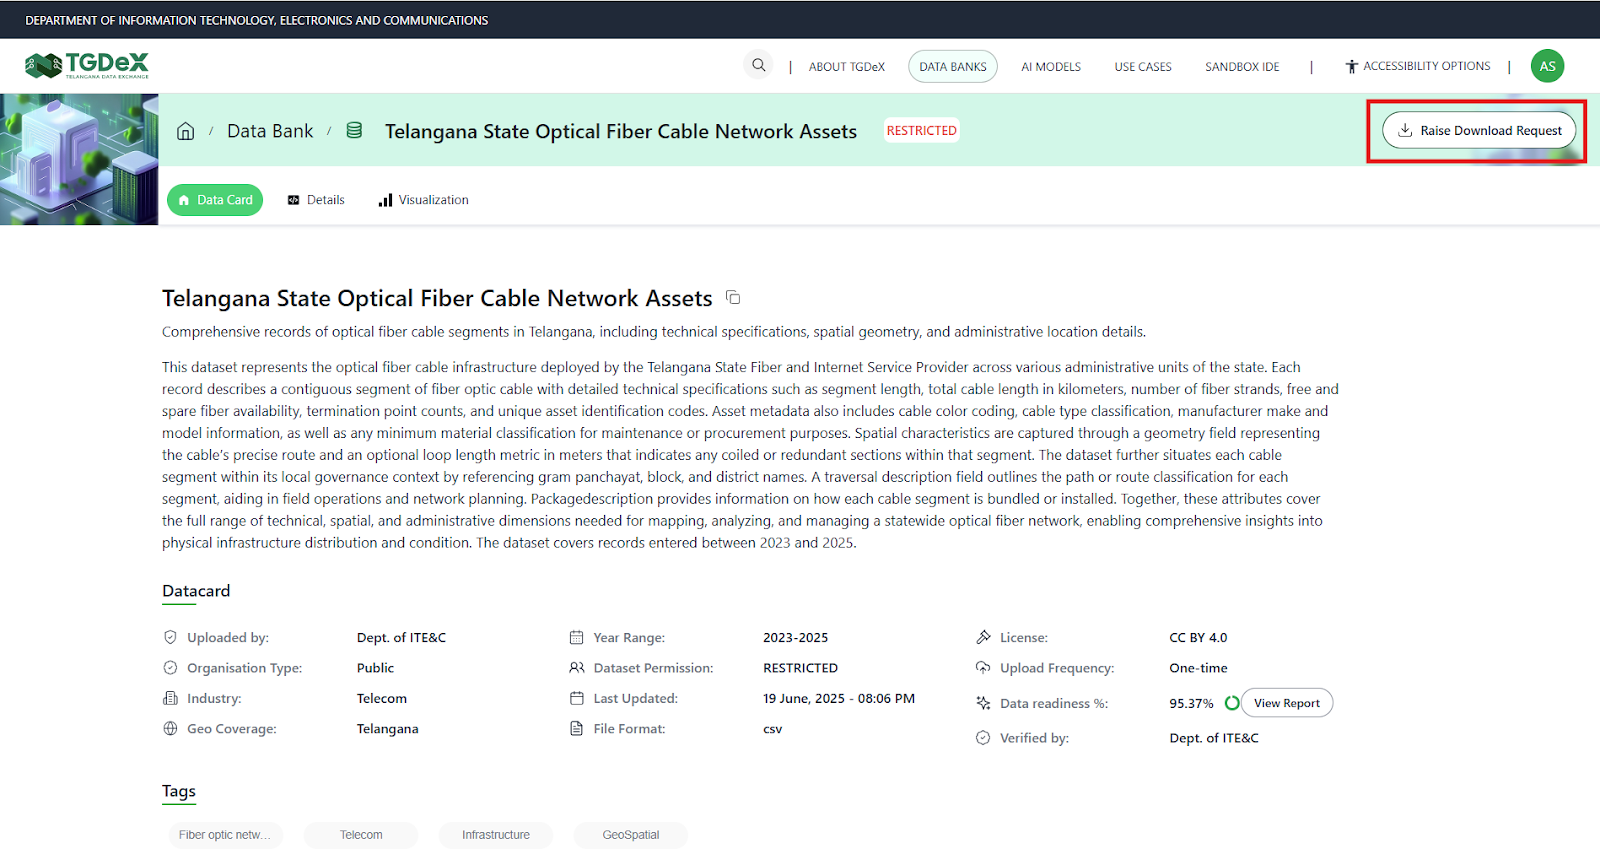 DEPARTMENT OF INFORMATION TECHNOLOGY, ELECTRONICS AND COMMUNICATIONS
TGDeX
TELANGANA DATA EXCHANGE
| ABOUT TGDeX DATA BANKS AI MODELS USE CASES SANDBOX IDE | ACCESSIBILITY OPTIONS | AS
/ Data Bank / Telangana State Optical Fiber Cable Network Assets RESTRICTED Raise Download Request
Data Card Details Visualization
Telangana State Optical Fiber Cable Network Assets
Comprehensive records of optical fiber cable segments in Telangana, including technical specifications, spatial geometry, and administrative location details.
This dataset represents the optical fiber cable infrastructure deployed by the Telangana State Fiber and Internet Service Provider across various administrative units of the state. Each
record describes a contiguous segment of fiber optic cable with detailed technical specifications such as segment length, total cable length in kilometers, number of fiber strands, free and
spare fiber availability, termination point counts, and unique asset identification codes. Asset metadata also includes cable color coding, cable type classification, manufacturer make and
model information, as well as any minimum material classification for maintenance or procurement purposes. Spatial characteristics are captured through a geometry field representing
the cable's precise route and an optional loop length metric in meters that indicates any coiled or redundant sections within that segment. The dataset further situates each cable
segment within its local governance context by referencing gram panchayat, block, and district names. A traversal description field outlines the path or route classification for each
segment, aiding in field operations and network planning. Packagedescription provides information on how each cable segment is bundled or installed. Together, these attributes cover
the full range of technical, spatial, and administrative dimensions needed for mapping, analyzing, and managing a statewide optical fiber network, enabling comprehensive insights into
physical infrastructure distribution and condition. The dataset covers records entered between 2023 and 2025.
Datacard
Uploaded by: Dept. of ITE&C Year Range: 2023-2025 License: CC BY 4.0
Organisation Type: Public Dataset Permission: RESTRICTED Upload Frequency: One-time
Industry: Telecom Last Updated: 19 June, 2025 - 08:06 PM Data readiness %: 95.37% View Report
Geo Coverage: Telangana File Format: csv Verified by: Dept. of ITE&C
Tags
Fiber optic netw... Telecom Infrastructure GeoSpatial